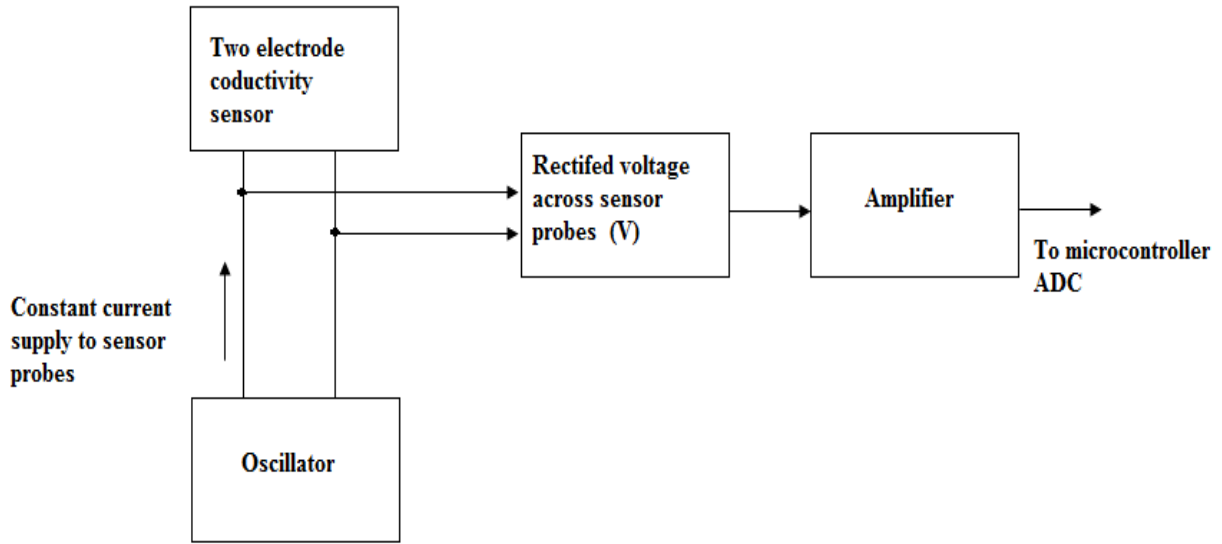 Two electrode
coductivity
sensor
Rectifed voltage
across sensor
probes (V)
Amplifier
To microcontroller
ADC
Constant current
supply to sensor
probes
Oscillator